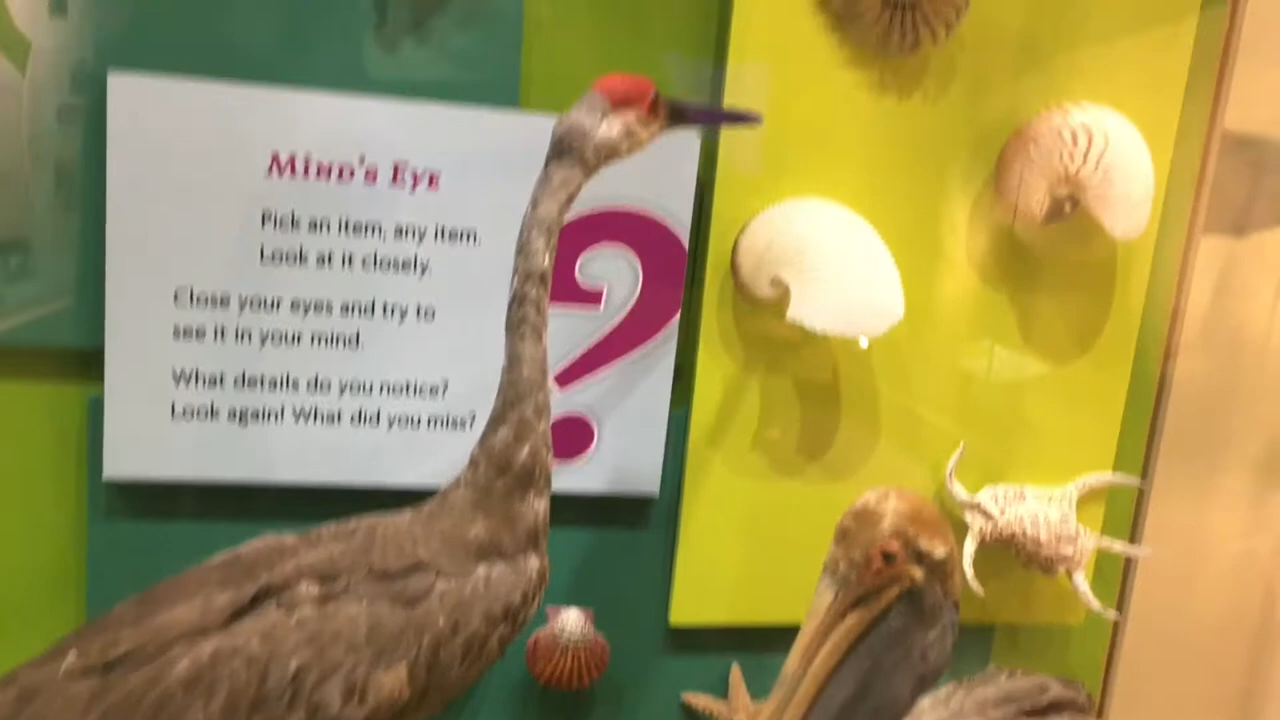 Mind's Eye
Pick an item, any item.
Look at it closely.
Close your eyes and try to
see it in your mind.
What details do you notice?
Look again! What did you miss?
?